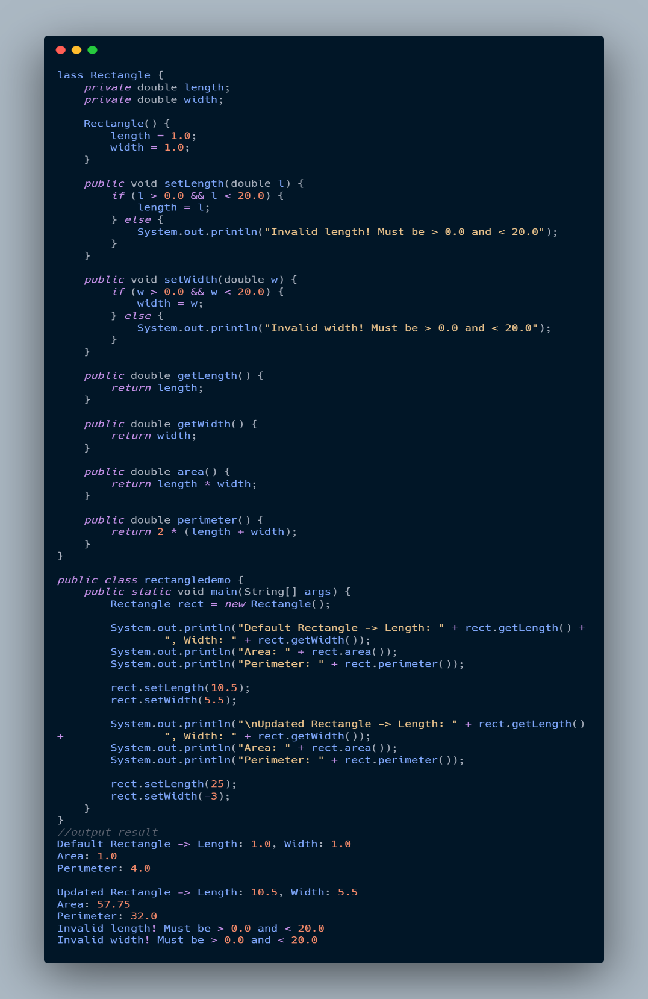 lass Rectangle {
    private double length;
    private double width;

    Rectangle() {
        length = 1.0;
        width = 1.0;
    }

    public void setLength(double l) {
        if (l > 0.0 && l < 20.0) {
            length = l;
        } else {
            System.out.println("Invalid length! Must be > 0.0 and < 20.0");
        }
    }

    public void setWidth(double w) {
        if (w > 0.0 && w < 20.0) {
            width = w;
        } else {
            System.out.println("Invalid width! Must be > 0.0 and < 20.0");
        }
    }

    public double getLength() {
        return length;
    }

    public double getWidth() {
        return width;
    }

    public double area() {
        return length * width;
    }

    public double perimeter() {
        return 2 * (length + width);
    }
}

public class rectangledemo {
    public static void main(String[] args) {
        Rectangle rect = new Rectangle();

        System.out.println("Default Rectangle -> Length: " + rect.getLength() +
                ", Width: " + rect.getWidth());
        System.out.println("Area: " + rect.area());
        System.out.println("Perimeter: " + rect.perimeter());

        rect.setLength(10.5);
        rect.setWidth(5.5);

        System.out.println("\nUpdated Rectangle -> Length: " + rect.getLength()
+               ", Width: " + rect.getWidth());
        System.out.println("Area: " + rect.area());
        System.out.println("Perimeter: " + rect.perimeter());

        rect.setLength(25);
        rect.setWidth(-3);
    }
}
//output result
Default Rectangle -> Length: 1.0, Width: 1.0
Area: 1.0
Perimeter: 4.0

Updated Rectangle -> Length: 10.5, Width: 5.5
Area: 57.75
Perimeter: 32.0
Invalid length! Must be > 0.0 and < 20.0
Invalid width! Must be > 0.0 and < 20.0